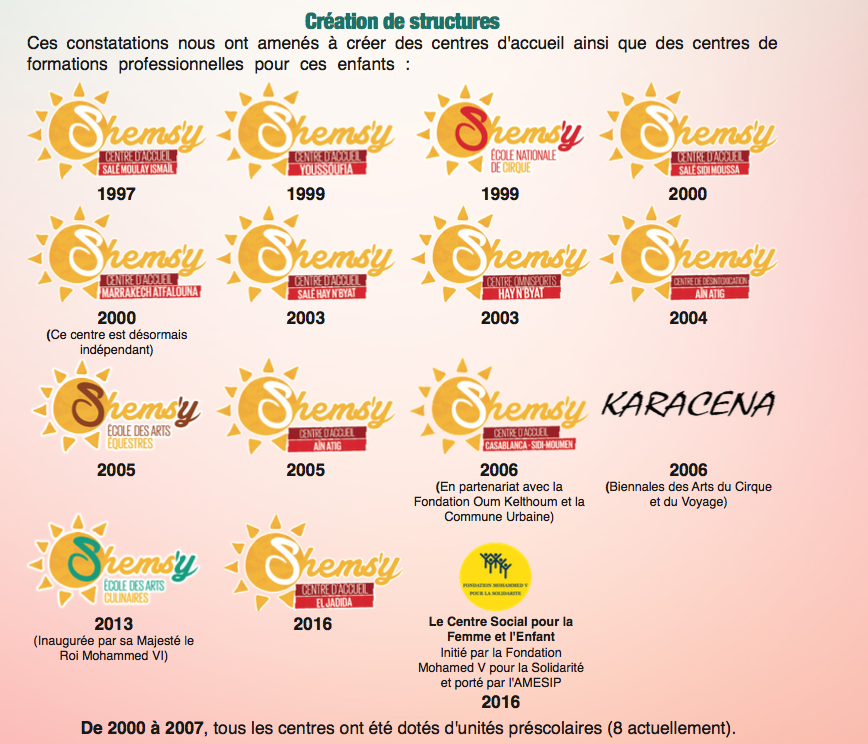 Création de structures
Ces constatations nous ont amenés à créer des centres d'accueil ainsi que des centres de
formations professionnelles pour ces enfants :
Shems'y
CENTRE D'ACCUEIL
SALÉ MOULAY ISMAÏL
1997
Shems'y
CENTRE D'ACCUEIL
YOUSSOUFIA
1999
Shems'y
ÉCOLE NATIONALE
DE CIRQUE
1999
Shems'y
CENTRE D'ACCUEIL
SALÉ SIDI MOUSSA
2000
Shems'y
CENTRE D'ACCUEIL
MARRAKECH ATFALOUNA
2000
(Ce centre est désormais
indépendant)
Shems'y
CENTRE D'ACCUEIL
SALÉ HAY N'BYAT
2003
Shems'y
CENTRE OMNISPORTS
HAY N'BYAT
2003
Shems'y
CENTRE DE DÉSINTOXICATION
AÏN ATIG
2004
Shems'y
ÉCOLE DES ARTS
ÉQUESTRES
2005
Shems'y
CENTRE D'ACCUEIL
AÏN ATIG
2005
Shems'y
CENTRE D'ACCUEIL
CASABLANCA - SIDI-MOUMEN
2006
(En partenariat avec la
Fondation Oum Kelthoum et la
Commune Urbaine)
KARACENA
2006
(Biennales des Arts du Cirque
et du Voyage)
Shems'y
ÉCOLE DES ARTS
CULINAIRES
2013
(Inaugurée par sa Majesté le
Roi Mohammed VI)
Shems'y
CENTRE D'ACCUEIL
EL JADIDA
2016
FONDATION MOHAMMED V
POUR LA SOLIDARITE
Le Centre Social pour la
Femme et l'Enfant
Initié par la Fondation
Mohamed V pour la Solidarité
et porté par l'AMESIP
2016
De 2000 à 2007, tous les centres ont été dotés d'unités préscolaires (8 actuellement).